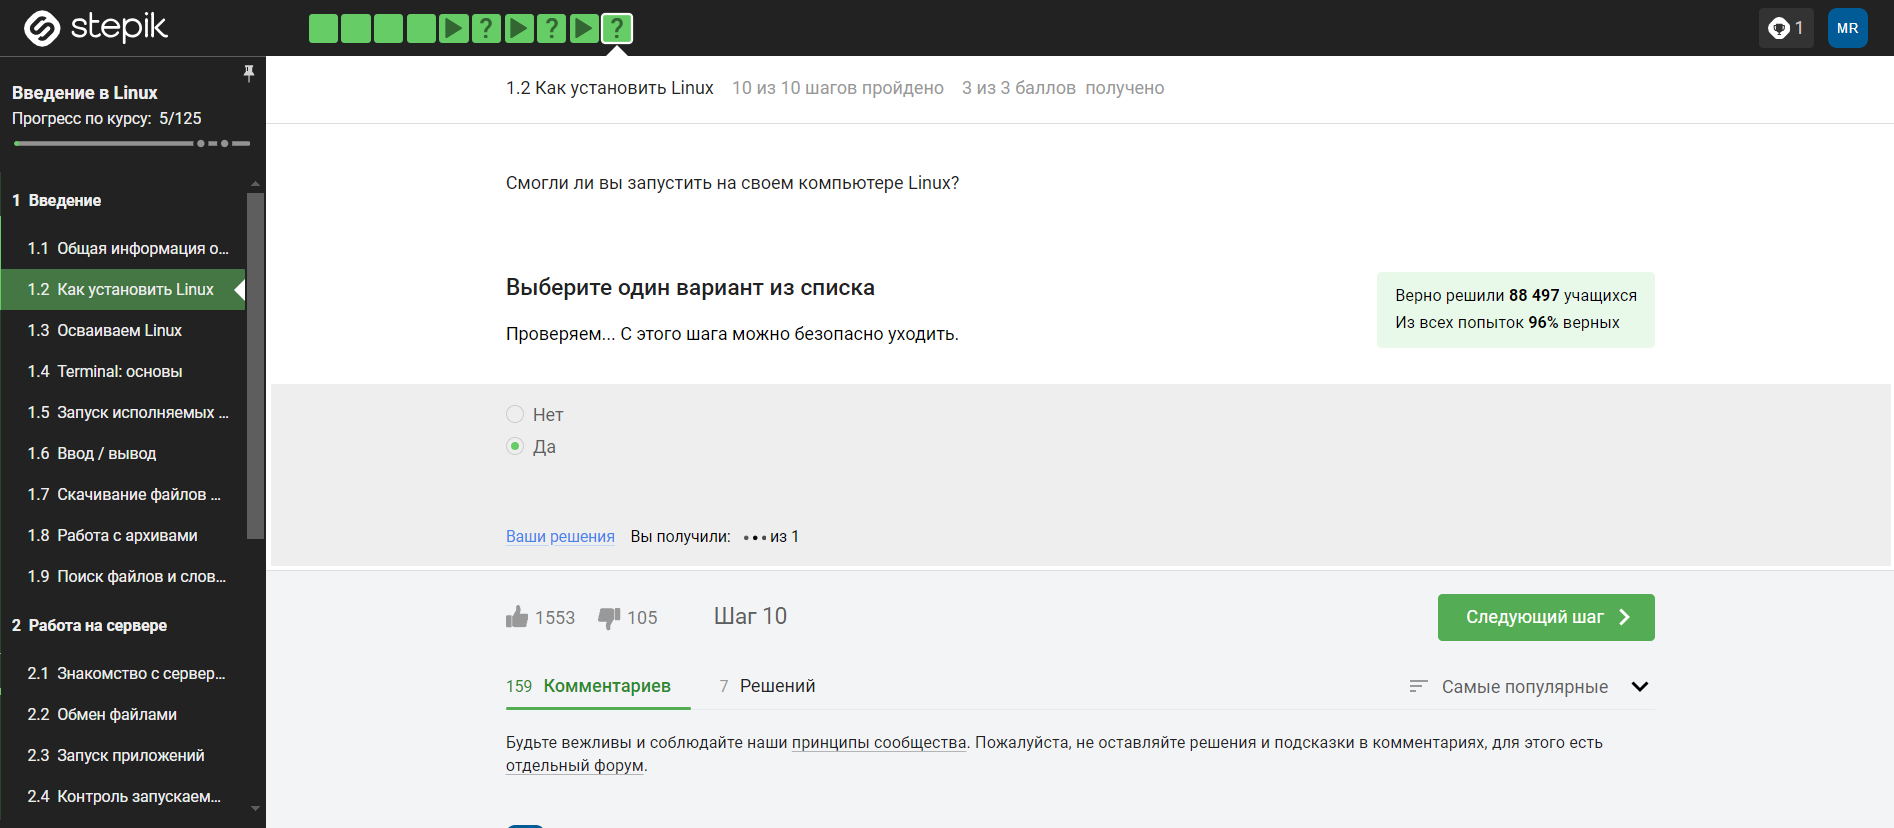 stepik
? ? ?
1
MR
Введение в Linux
Прогресс по курсу: 5/125
1 Введение
1.1 Общая информация о...
1.2 Как установить Linux
1.3 Осваиваем Linux
1.4 Terminal: основы
1.5 Запуск исполняемых ...
1.6 Ввод / вывод
1.7 Скачивание файлов ...
1.8 Работа с архивами
1.9 Поиск файлов и слов...
2 Работа на сервере
2.1 Знакомство с сервер...
2.2 Обмен файлами
2.3 Запуск приложений
2.4 Контроль запускаем...
1.2 Как установить Linux 10 из 10 шагов пройдено 3 из 3 баллов получено
Смогли ли вы запустить на своем компьютере Linux?
Выберите один вариант из списка
Проверяем... С этого шага можно безопасно уходить.
Верно решили 88 497 учащихся
Из всех попыток 96% верных
Нет
Да
Ваши решения Вы получили: ••• из 1
1553 105 Шаг 10
Следующий шаг
159 Комментариев 7 Решений
Самые популярные
Будьте вежливы и соблюдайте наши принципы сообщества. Пожалуйста, не оставляйте решения и подсказки в комментариях, для этого есть
отдельный форум.